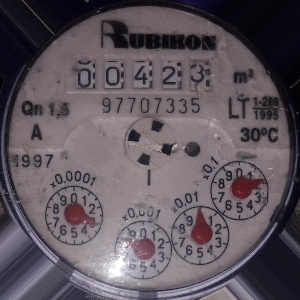 RUBIKON
00423 m³
Qn 1,5 97707335 LT 1-268
1995
A 30°C
1997
x0,0001 x0,1
x0,001 x0,01